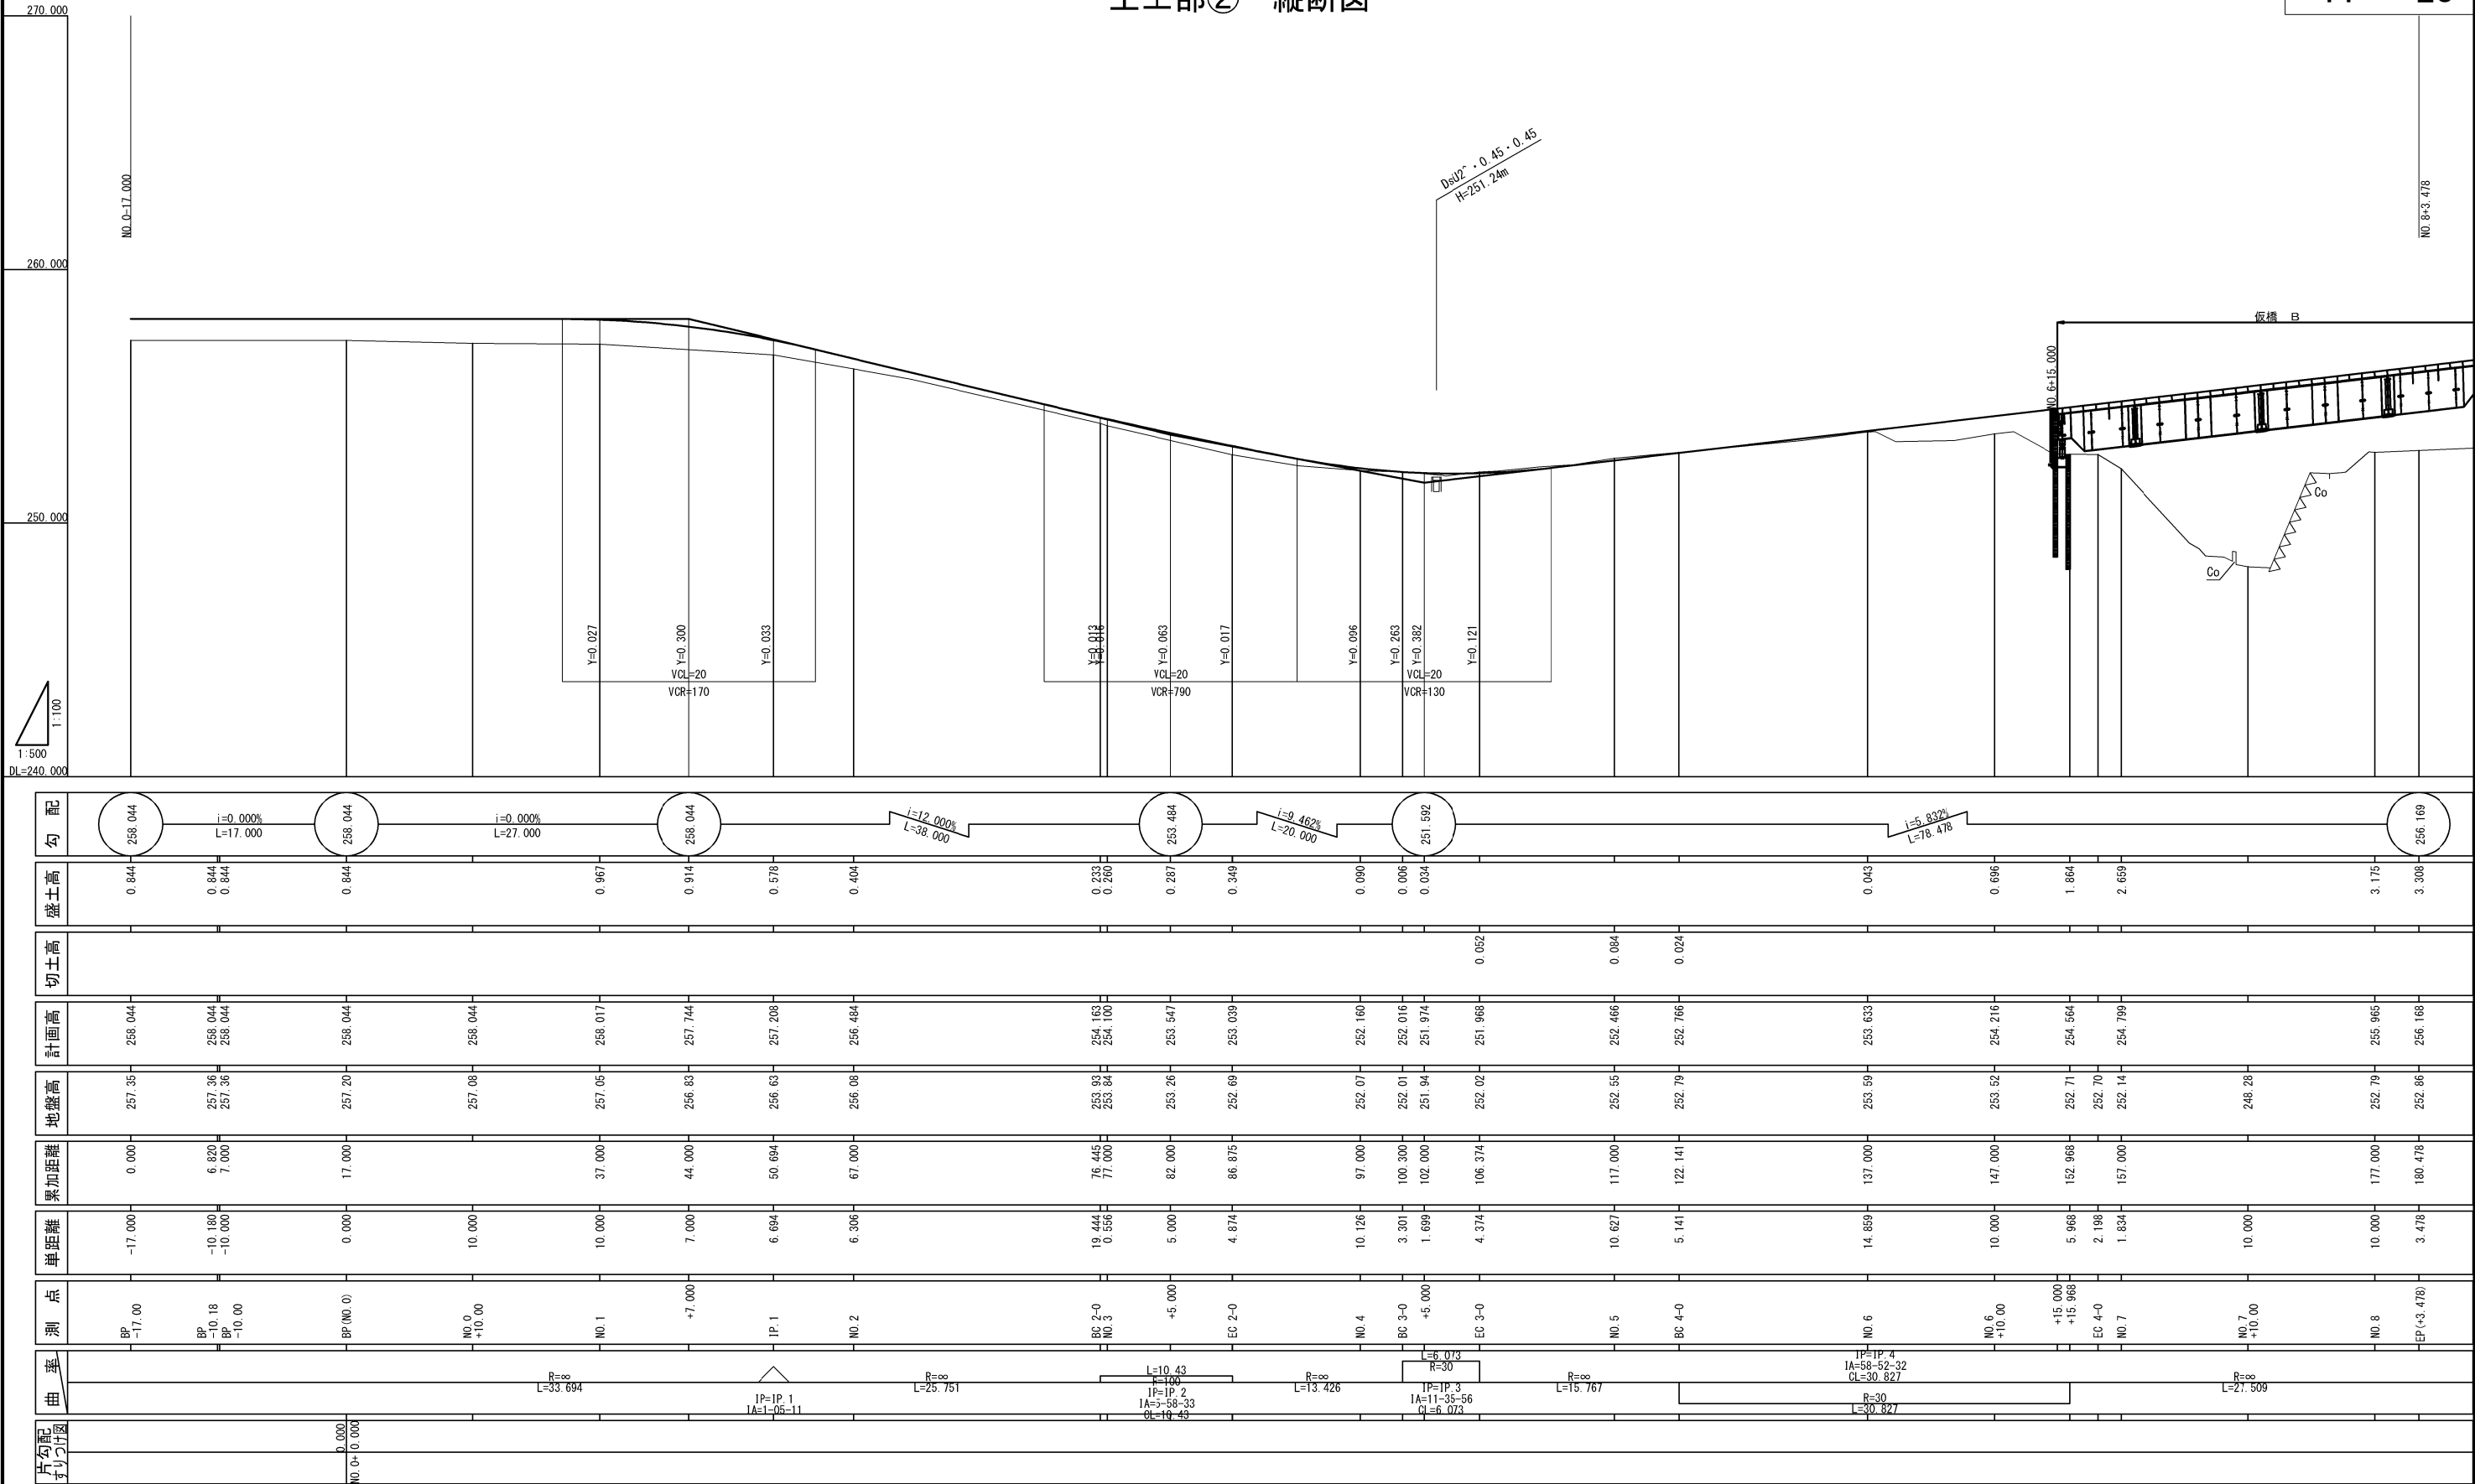 縦断図
270.000
260.000
250.000
DL=240.000
1:100
1:500
NO.0-17.000
DsU2^・0.45・0.45
H=251.24m
NO.8+3.478
仮橋 B
NO.6+15.000
Co
Co
Y=0.027
Y=0.300
Y=0.033
VCL=20
VCR=170
Y=0.013
Y=0.016
Y=0.063
Y=0.017
VCL=20
VCR=790
Y=0.096
Y=0.263
Y=0.382
Y=0.121
VCL=20
VCR=130
勾配
258.044
i=0.000%
L=17.000
258.044
i=0.000%
L=27.000
258.044
i=12.000%
L=38.000
253.484
i=9.462%
L=20.000
251.592
i=5.832%
L=78.478
256.169
盛土高
0.844
0.844
0.844
0.844
0.967
0.914
0.578
0.404
0.233
0.260
0.287
0.349
0.090
0.006
0.034
0.043
0.696
1.864
2.659
3.175
3.308
切土高
0.052
0.084
0.024
計画高
258.044
258.044
258.044
258.044
258.044
258.017
257.744
257.208
256.484
254.163
254.100
253.547
253.039
252.160
252.016
251.974
251.968
252.466
252.766
253.633
254.216
254.564
254.799
255.965
256.168
地盤高
257.35
257.36
257.36
257.20
257.08
257.05
256.83
256.63
256.08
253.93
253.84
253.26
252.69
252.07
252.01
251.94
252.02
252.55
252.79
253.59
253.52
252.71
252.70
252.14
248.28
252.79
252.86
累加距離
0.000
6.820
7.000
17.000
37.000
44.000
50.694
67.000
76.445
77.000
82.000
86.875
97.000
100.300
102.000
106.374
117.000
122.141
137.000
147.000
152.968
157.000
177.000
180.478
単距離
-17.000
-10.180
-10.000
0.000
10.000
10.000
7.000
6.694
6.306
19.444
0.556
5.000
4.874
10.126
3.301
1.699
4.374
10.627
5.141
14.859
10.000
5.968
2.198
1.834
10.000
10.000
3.478
測点
BP
-17.00
BP
-10.18
BP
-10.00
BP(NO.0)
NO.0
+10.00
NO.1
+7.000
IP.1
NO.2
BC 2-0
NO.3
+5.000
EC 2-0
NO.4
BC 3-0
+5.000
EC 3-0
NO.5
BC 4-0
NO.6
NO.6
+10.00
+15.000
+15.968
EC 4-0
NO.7
NO.7
+10.00
NO.8
EP(+3.478)
曲率
R=∞
L=33.694
IP=IP.1
IA=1-05-11
R=∞
L=25.751
L=10.43
R=100
IP=IP.2
IA=5-58-33
CL=10.43
R=∞
L=13.426
L=6.073
R=30
IP=IP.3
IA=11-35-56
CL=6.073
R=∞
L=15.767
IP=IP.4
IA=58-52-32
CL=30.827
R=30
L=30.827
R=∞
L=27.509
片勾配
すりつけ図
0.000
NO.0+ 0.000